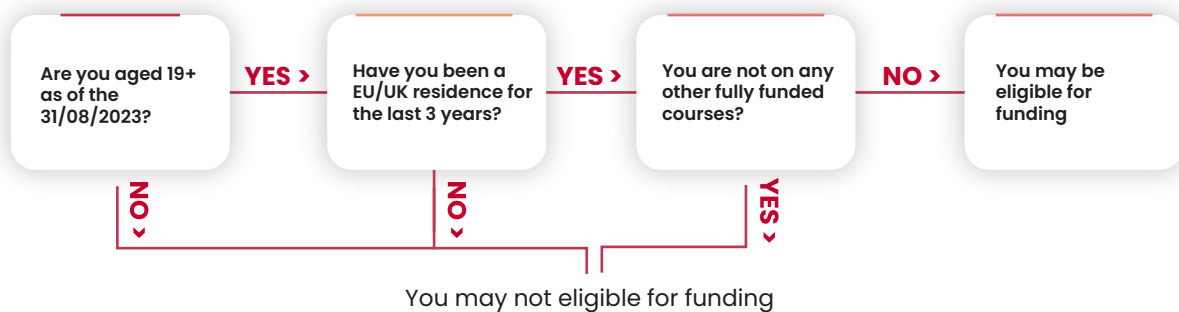 Are you aged 19+
as of the
31/08/2023?
YES >
Have you been a
EU/UK residence for
the last 3 years?
YES >
You are not on any
other fully funded
courses?
NO >
You may be
eligible for
funding
NO >
NO >
YES >
You may not eligible for funding